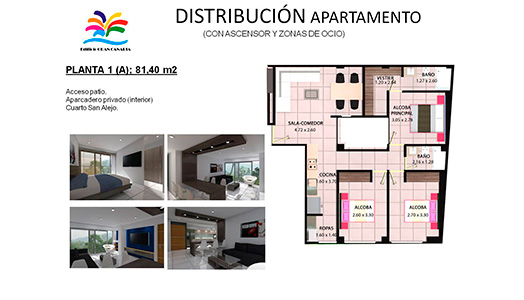 DISTRIBUCIÓN APARTAMENTO
(CON ASCENSOR Y ZONAS DE OCIO)
Edificio GRAN CANARIA
PLANTA 1 (A): 81,40 m2
Acceso patio.
Aparcadero privado (interior)
Cuarto San Alejo.
VESTIER
1.20 x 2.64
BAÑO
1.27 x 2.60
ALCOBA
PRINCIPAL
3.05 x 2.78
SALA-COMEDOR
4.72 x 2.60
BAÑO
2.16 x 1.28
COCINA
1.60 x 3.70
ALCOBA
2.60 x 3.30
ALCOBA
2.70 x 3.30
ROPAS
1.60 x 1.40